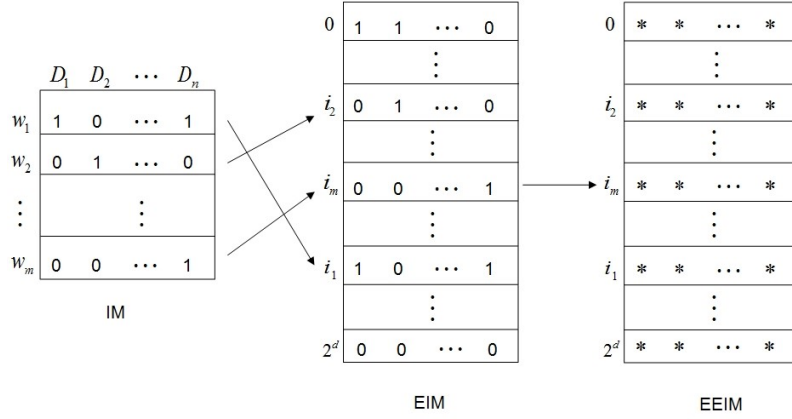 D₁ D₂ ⋯ Dₙ
w₁ 1 0 ⋯ 1
w₂ 0 1 ⋯ 0
⋮ ⋮
wₘ 0 0 ⋯ 1
IM
0 1 1 ⋯ 0
⋮
i₂ 0 1 ⋯ 0
⋮
iₘ 0 0 ⋯ 1
⋮
i₁ 1 0 ⋯ 1
⋮
2ᵈ 0 0 ⋯ 0
EIM
0 * * ⋯ *
⋮
i₂ * * ⋯ *
⋮
iₘ * * ⋯ *
⋮
i₁ * * ⋯ *
⋮
2ᵈ * * ⋯ *
EEIM